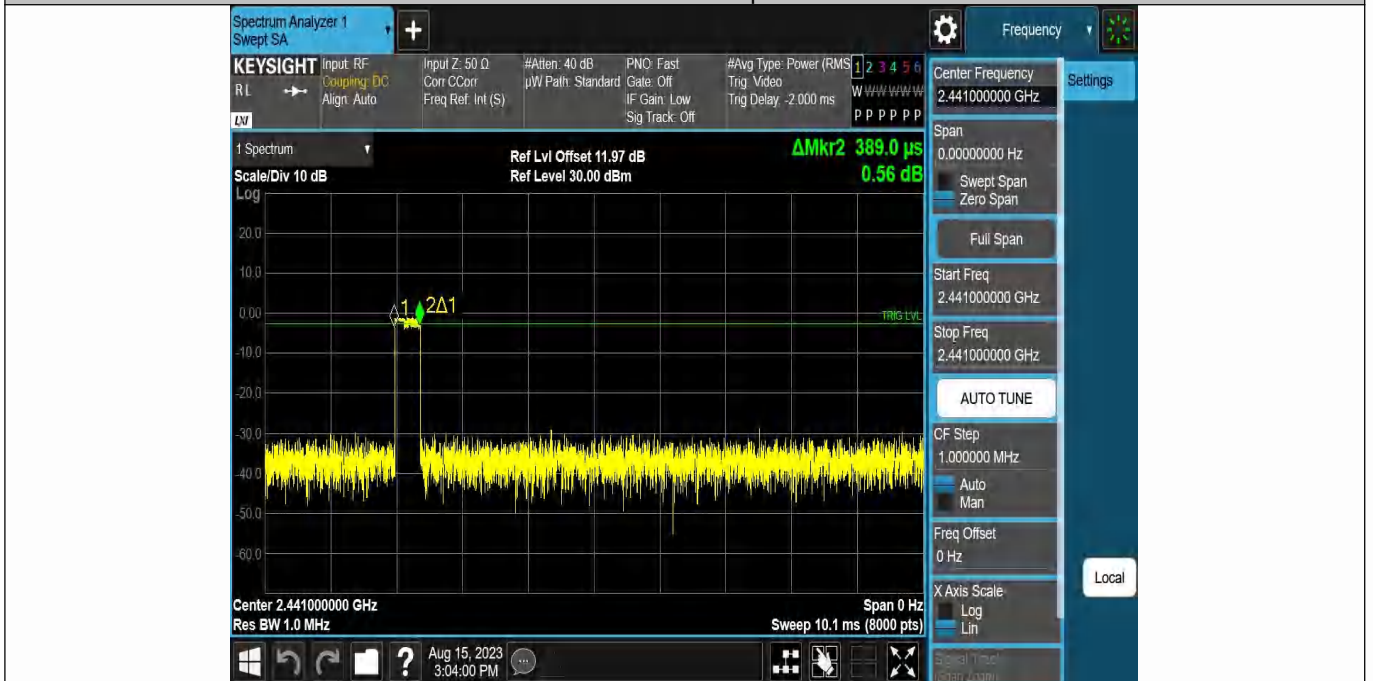 Spectrum Analyzer 1
Swept SA
+
Frequency
KEYSIGHT
RL
LXI
Input: RF
Coupling: DC
Align: Auto
Input Z: 50 Ω
Corr CCorr
Freq Ref: Int (S)
#Atten: 40 dB
µW Path: Standard
PNO: Fast
Gate: Off
IF Gain: Low
Sig Track: Off
#Avg Type: Power (RMS
Trig: Video
Trig Delay: -2.000 ms
1 2 3 4 5 6
W W W W W W
P P P P P P
Center Frequency
2.441000000 GHz
Settings
1 Spectrum
Scale/Div 10 dB
Log
Ref Lvl Offset 11.97 dB
Ref Level 30.00 dBm
ΔMkr2 389.0 µs
0.56 dB
20.0
10.0
0.00
-10.0
-20.0
-30.0
-40.0
-50.0
-60.0
1
2Δ1
TRIG LVL
Center 2.441000000 GHz
Res BW 1.0 MHz
Span 0 Hz
Sweep 10.1 ms (8000 pts)
Span
0.00000000 Hz
Swept Span
Zero Span
Full Span
Start Freq
2.441000000 GHz
Stop Freq
2.441000000 GHz
AUTO TUNE
CF Step
1.000000 MHz
Auto
Man
Freq Offset
0 Hz
X Axis Scale
Log
Lin
Signal Track
(Span Zoom)
Local
?
Aug 15, 2023
3:04:00 PM